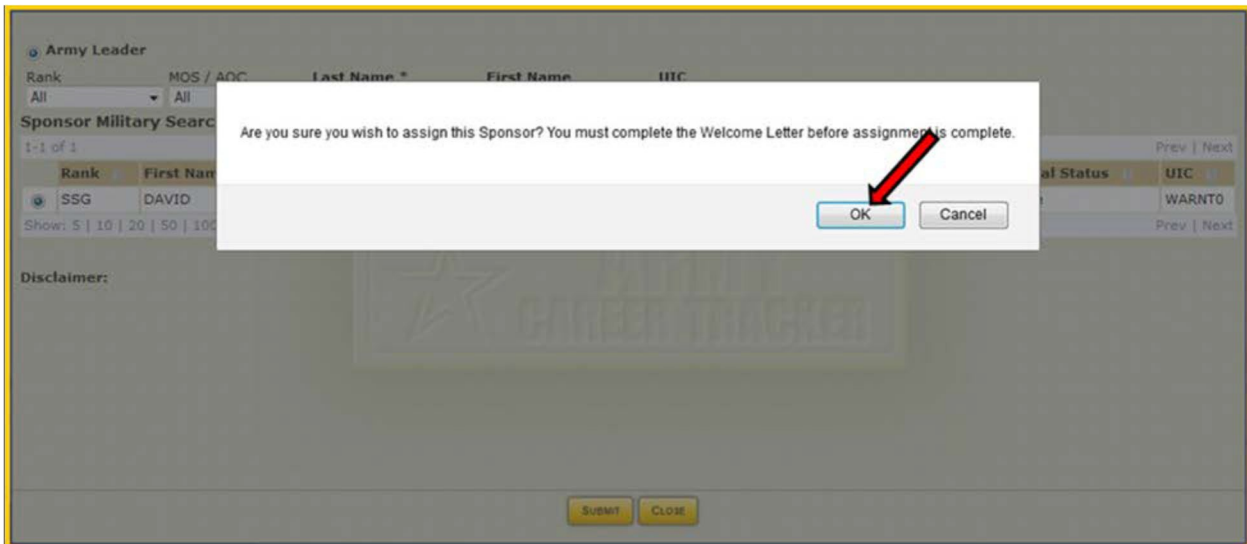 Army Leader
Rank MOS / AOC Last Name * First Name UIC
All All
Sponsor Military Searc
Are you sure you wish to assign this Sponsor? You must complete the Welcome Letter before assignment is complete.
1-1 of 1 Prev | Next
Rank First Nam al Status UIC
SSG DAVID WARNT0
OK Cancel
Show: 5 | 10 | 20 | 50 | 100 Prev | Next
Disclaimer:
ARMY
CAREER TRACKER
SUBMIT CLOSE